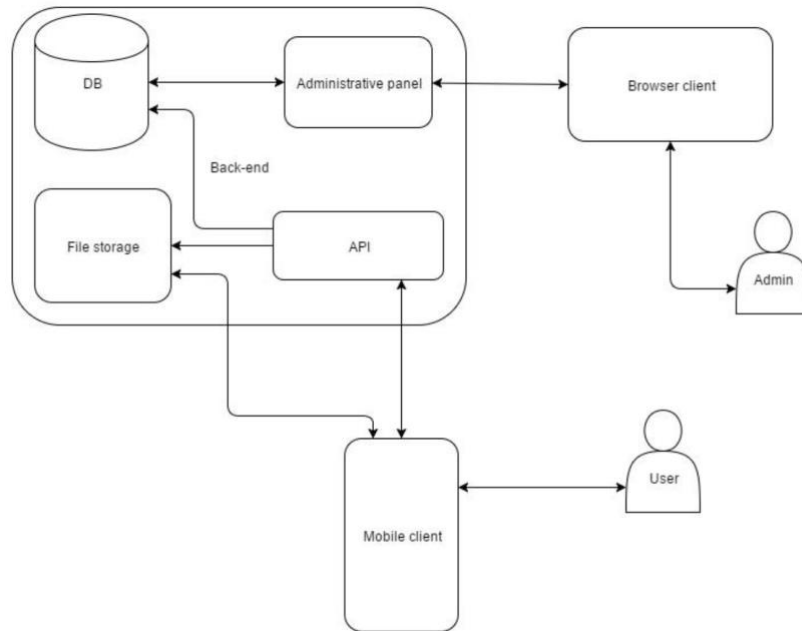 DB
Administrative panel
Browser client
Back-end
File storage
API
Admin
User
Mobile client